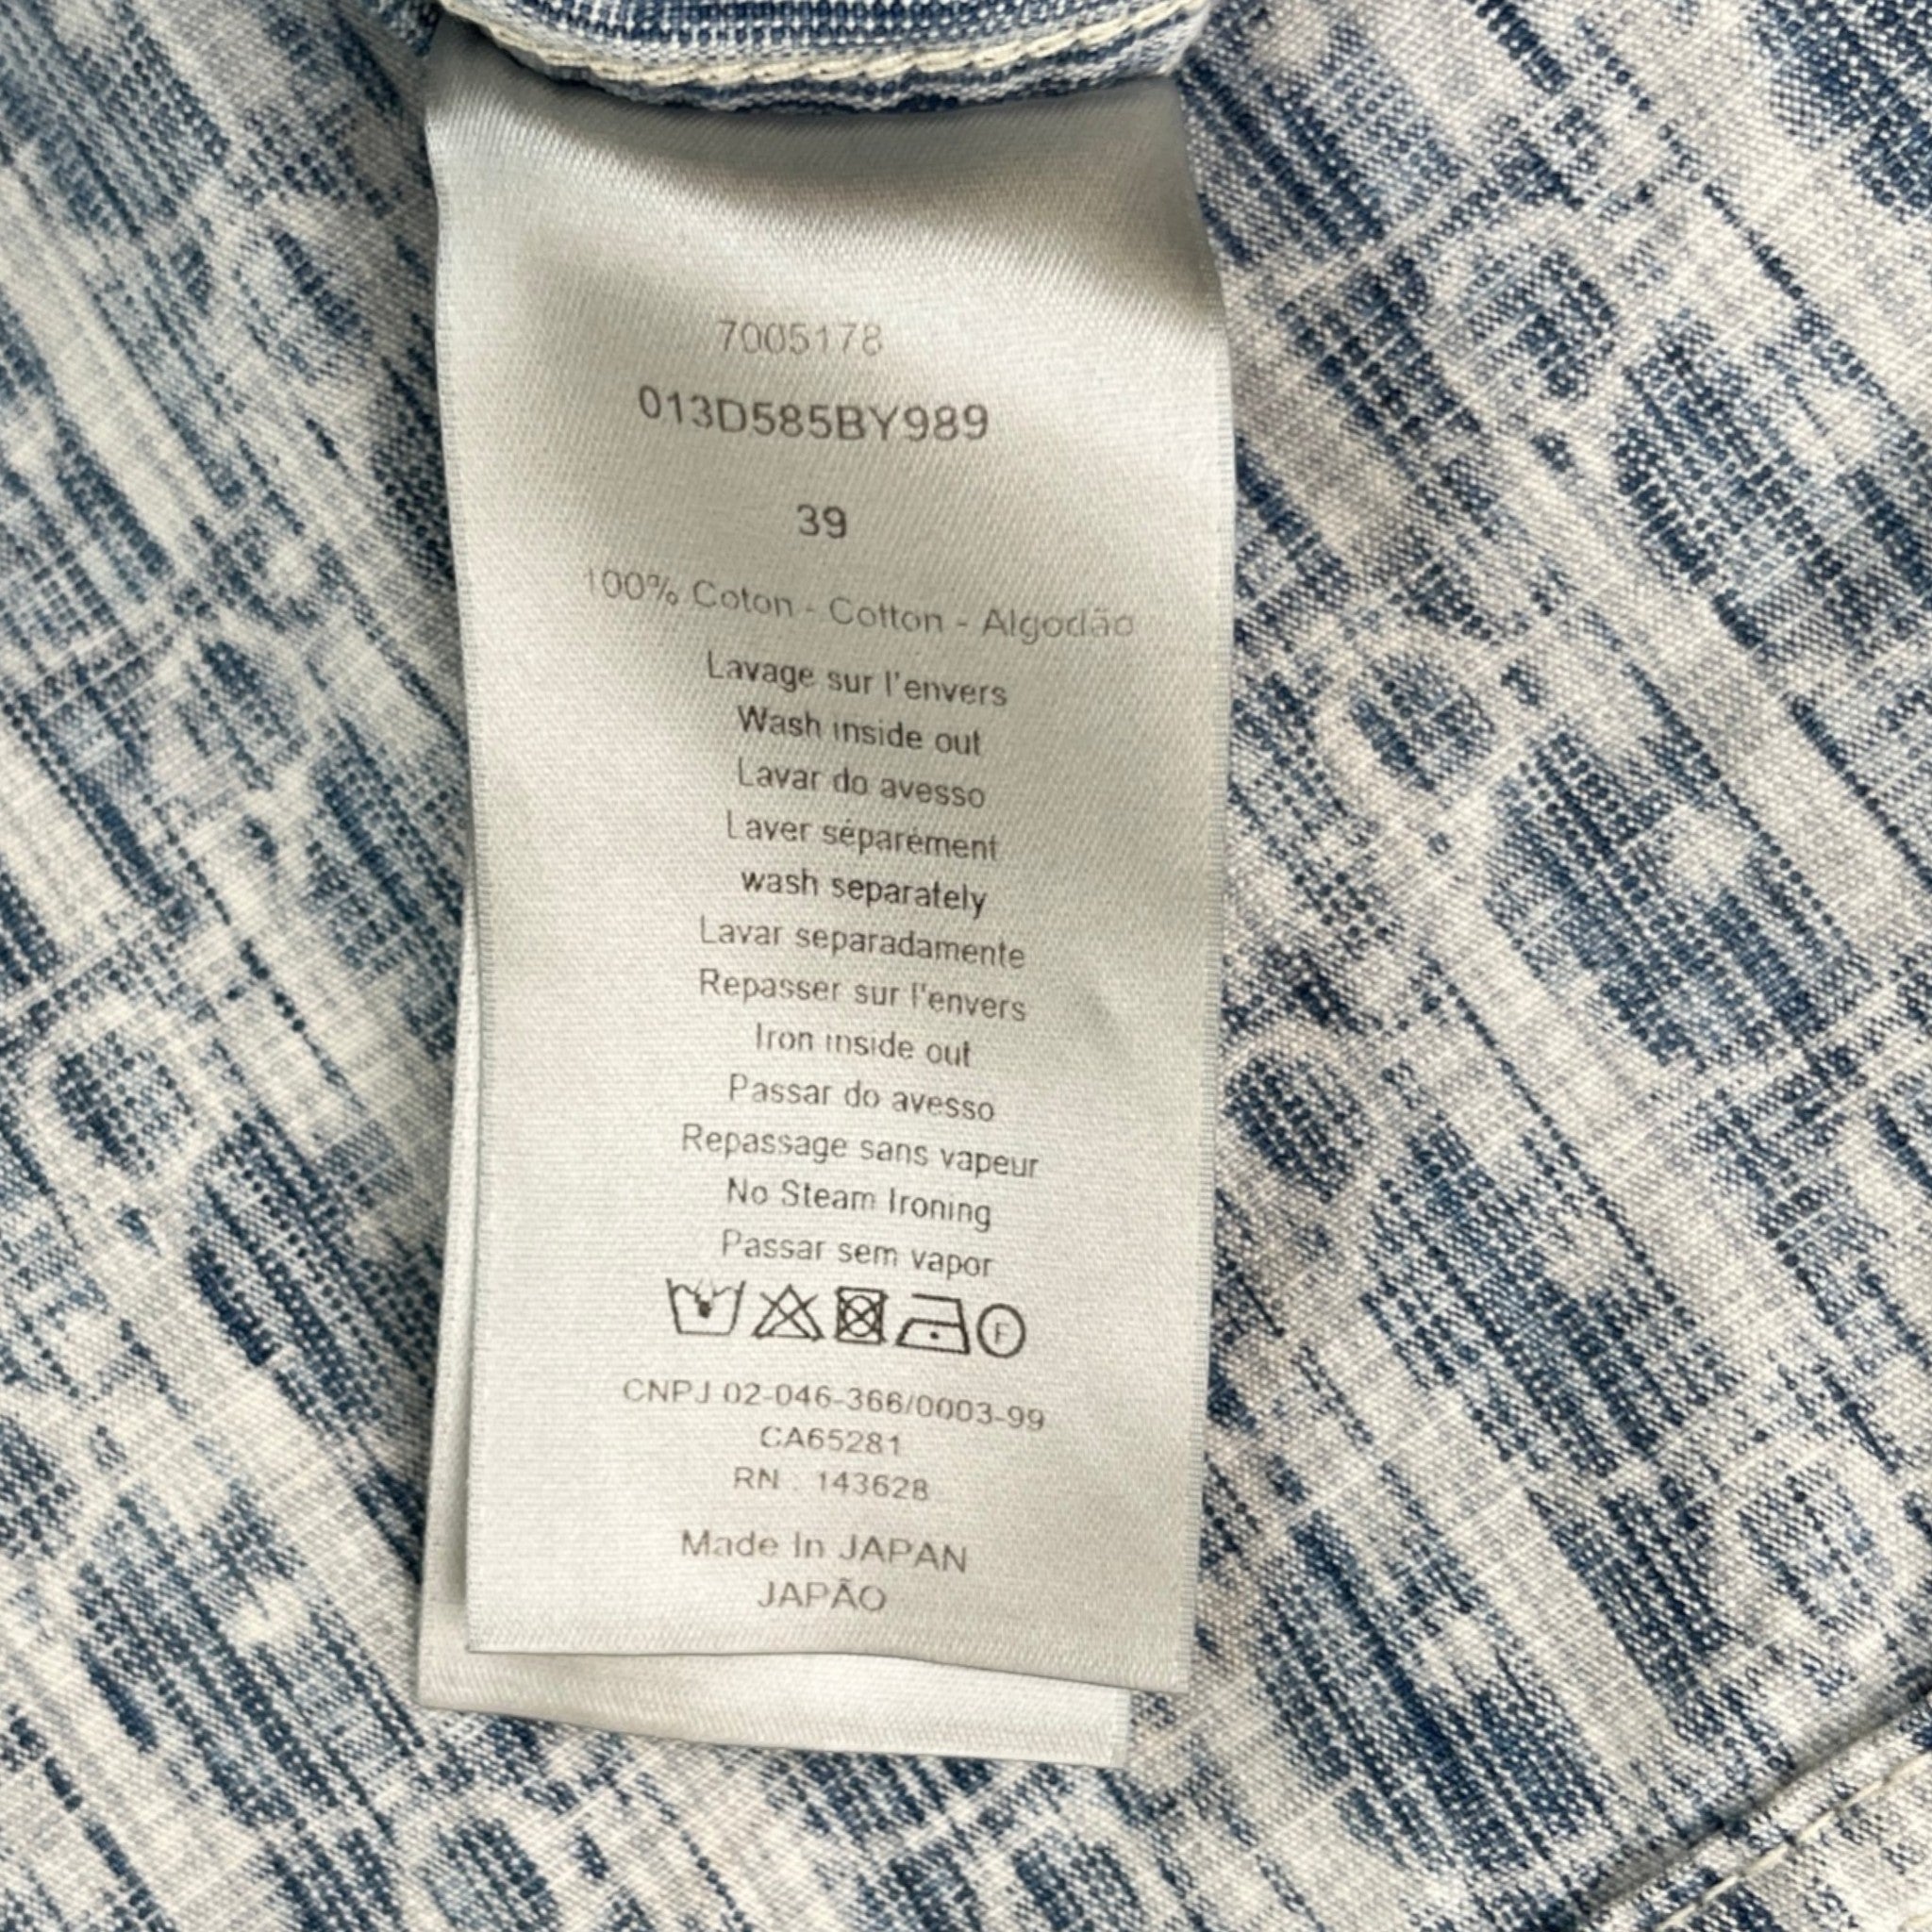 7005178
013D585BY989
39
100% Coton - Cotton - Algodão
Lavage sur l'envers
Wash inside out
Lavar do avesso
Laver séparément
wash separately
Lavar separadamente
Repasser sur l'envers
Iron inside out
Passar do avesso
Repassage sans vapeur
No Steam Ironing
Passar sem vapor
F
CNPJ 02-046-366/0003-99
CA65281
RN : 143628
Made In JAPAN
JAPÃO